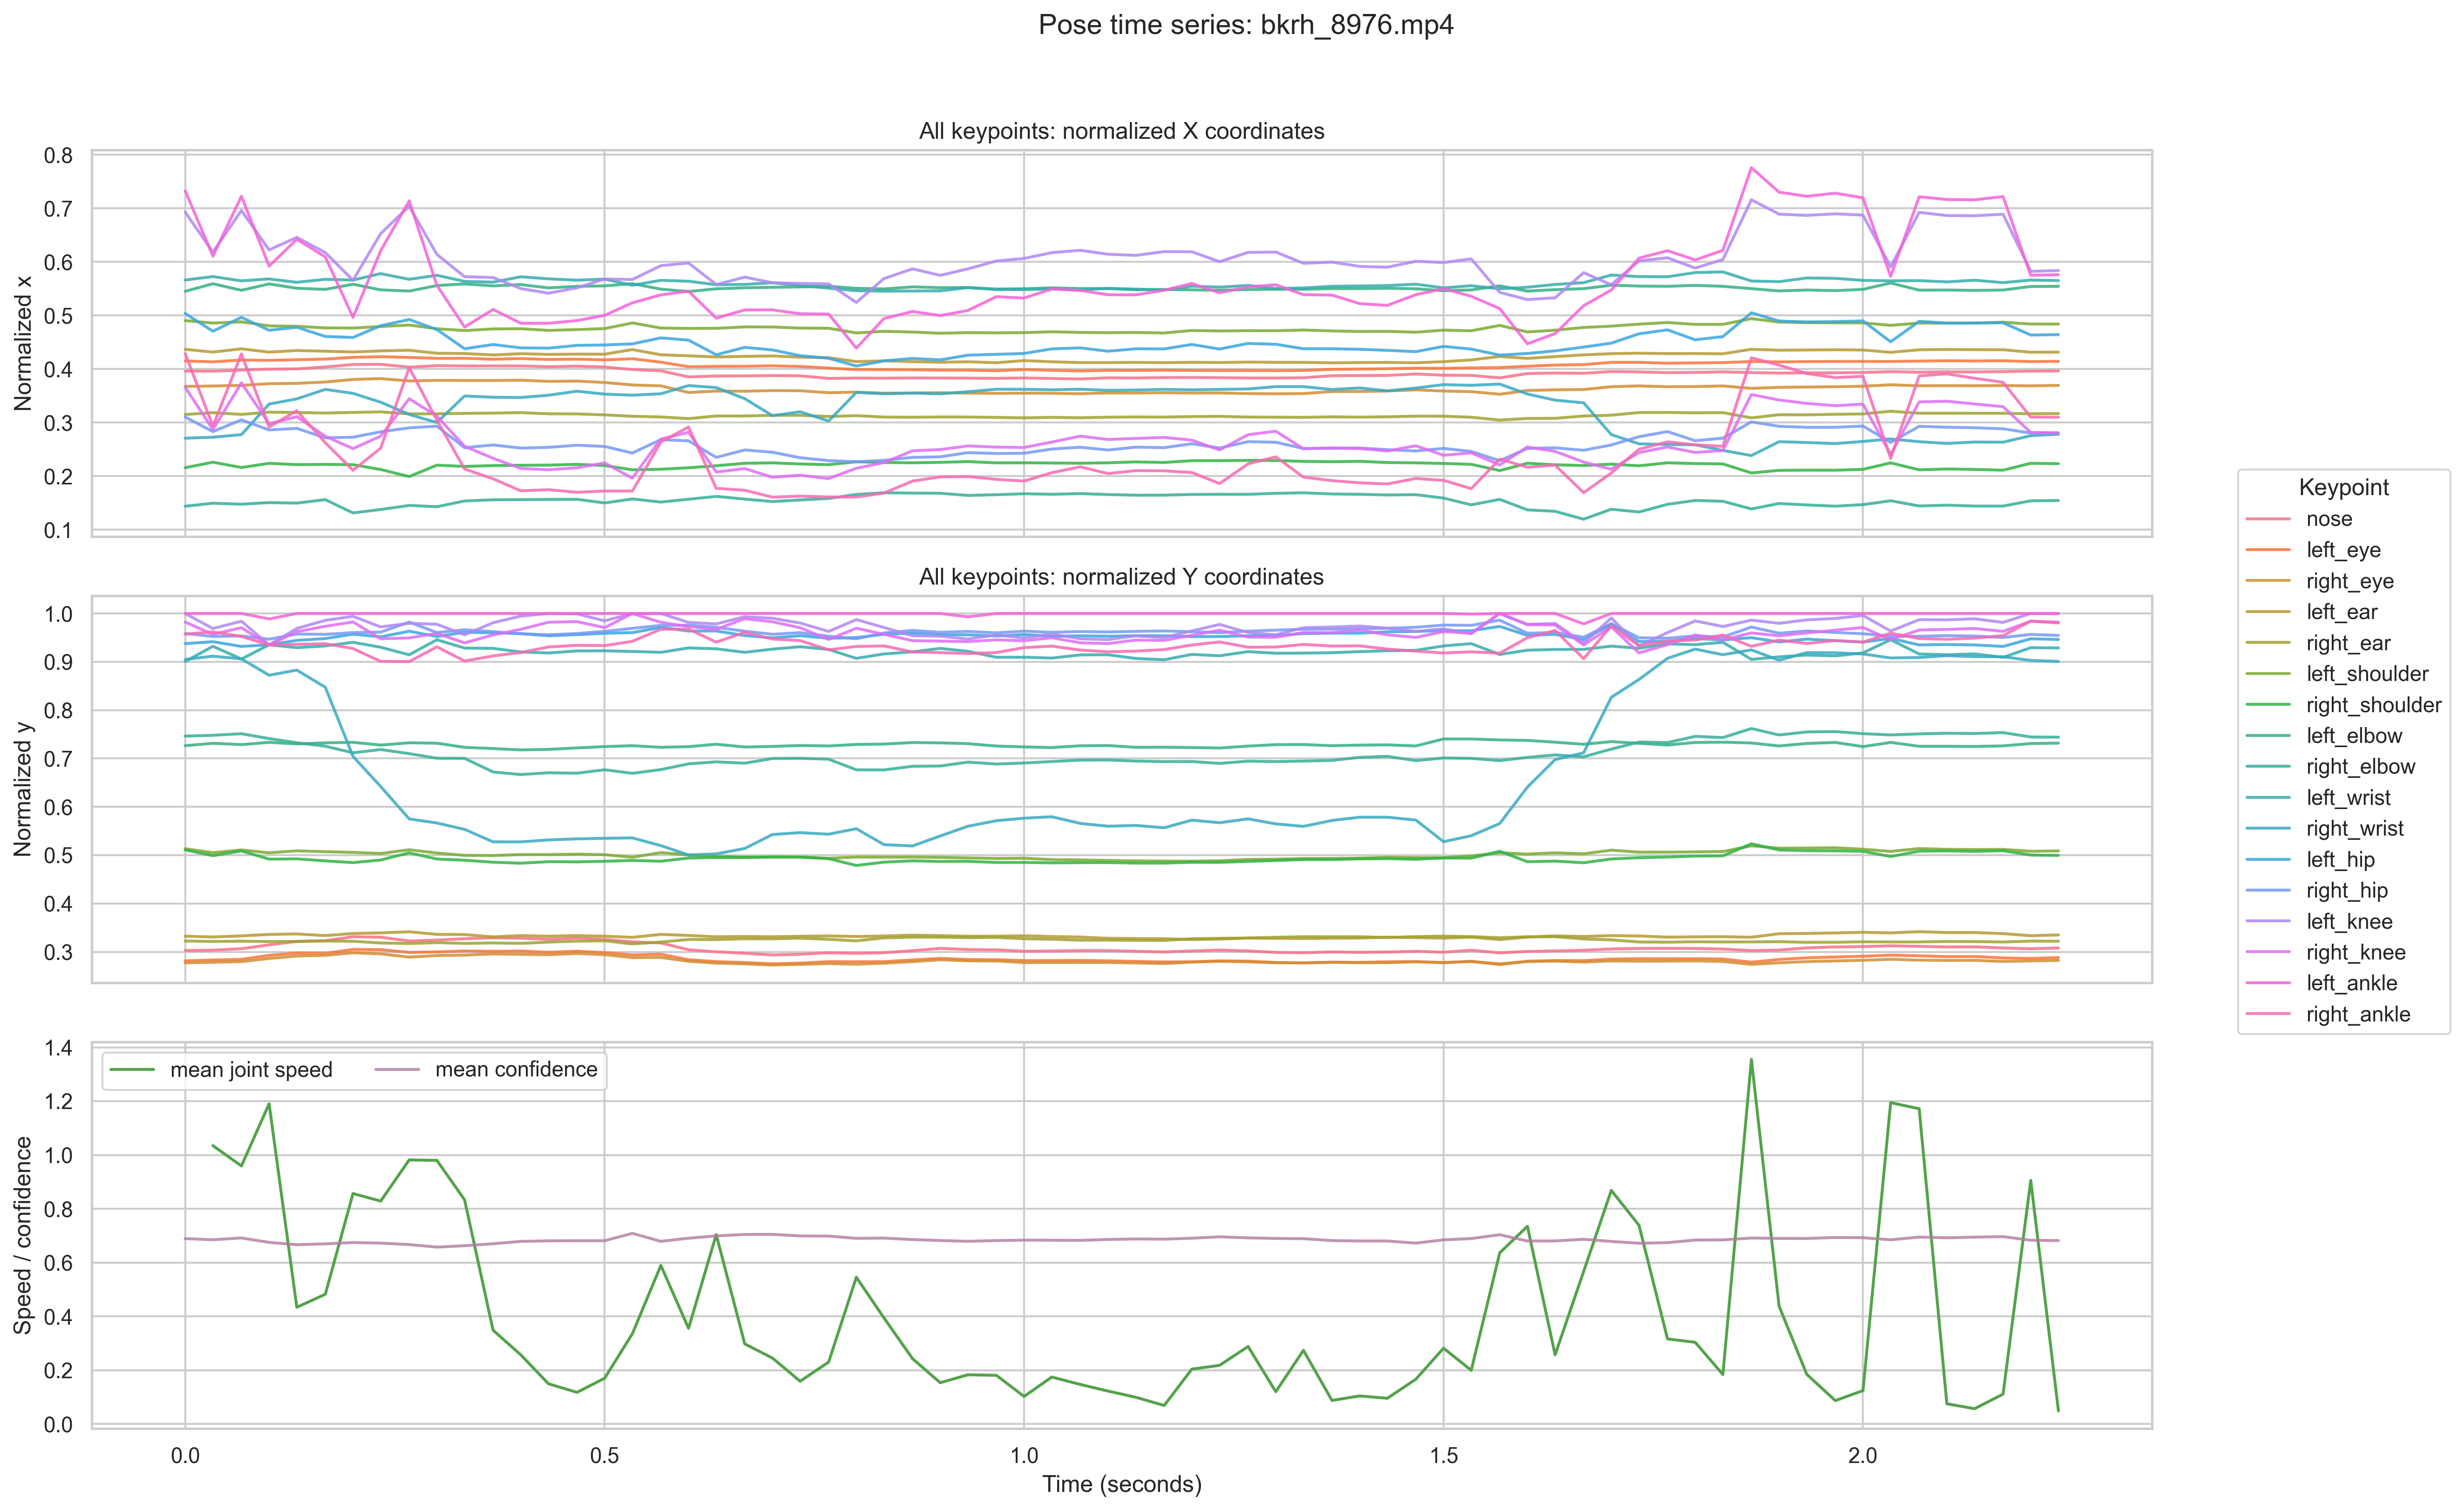 Pose time series: bkrh_8976.mp4
All keypoints: normalized X coordinates
Normalized x
0.8
0.7
0.6
0.5
0.4
0.3
0.2
0.1
All keypoints: normalized Y coordinates
Normalized y
1.0
0.9
0.8
0.7
0.6
0.5
0.4
0.3
Keypoint
nose
left_eye
right_eye
left_ear
right_ear
left_shoulder
right_shoulder
left_elbow
right_elbow
left_wrist
right_wrist
left_hip
right_hip
left_knee
right_knee
left_ankle
right_ankle
mean joint speed mean confidence
Speed / confidence
1.4
1.2
1.0
0.8
0.6
0.4
0.2
0.0
0.0 0.5 1.0 1.5 2.0
Time (seconds)